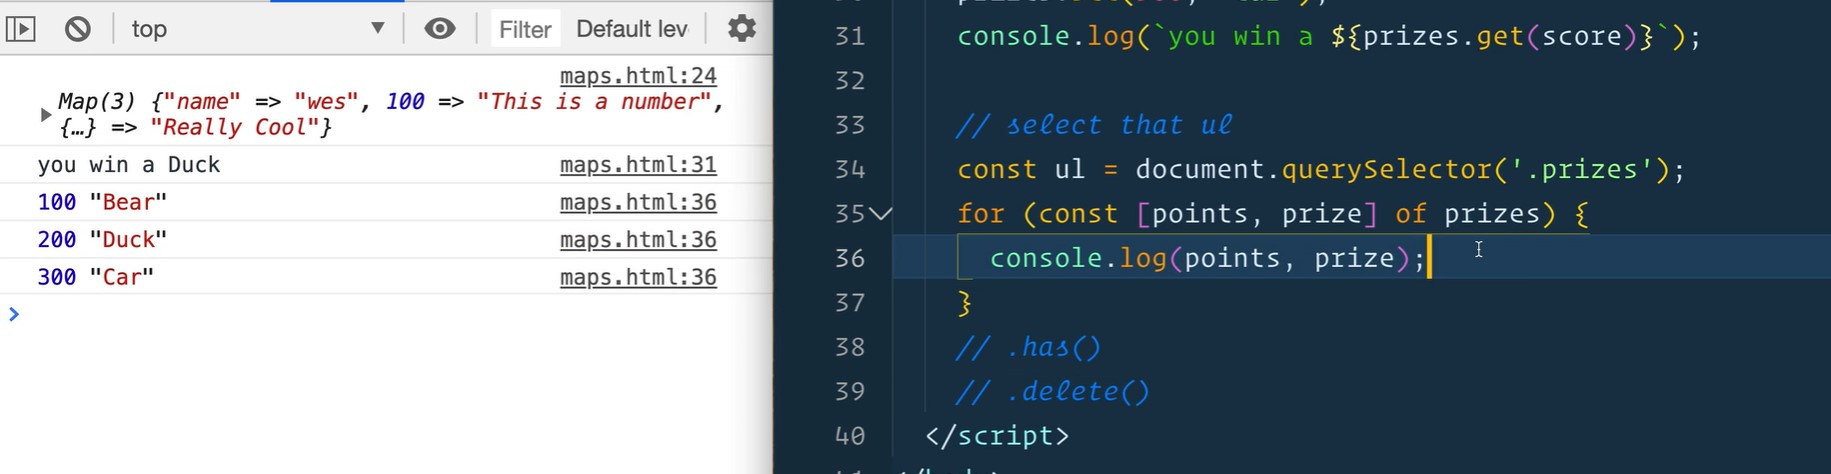 top
Filter
Default lev
maps.html:24
Map(3) {"name" => "wes", 100 => "This is a number",
{…} => "Really Cool"}
you win a Duck maps.html:31
100 "Bear" maps.html:36
200 "Duck" maps.html:36
300 "Car" maps.html:36
31 console.log(`you win a ${prizes.get(score)}`);
32
33 // select that ul
34 const ul = document.querySelector('.prizes');
35 for (const [points, prize] of prizes) {
36 console.log(points, prize);
37 }
38 // .has()
39 // .delete()
40 </script>